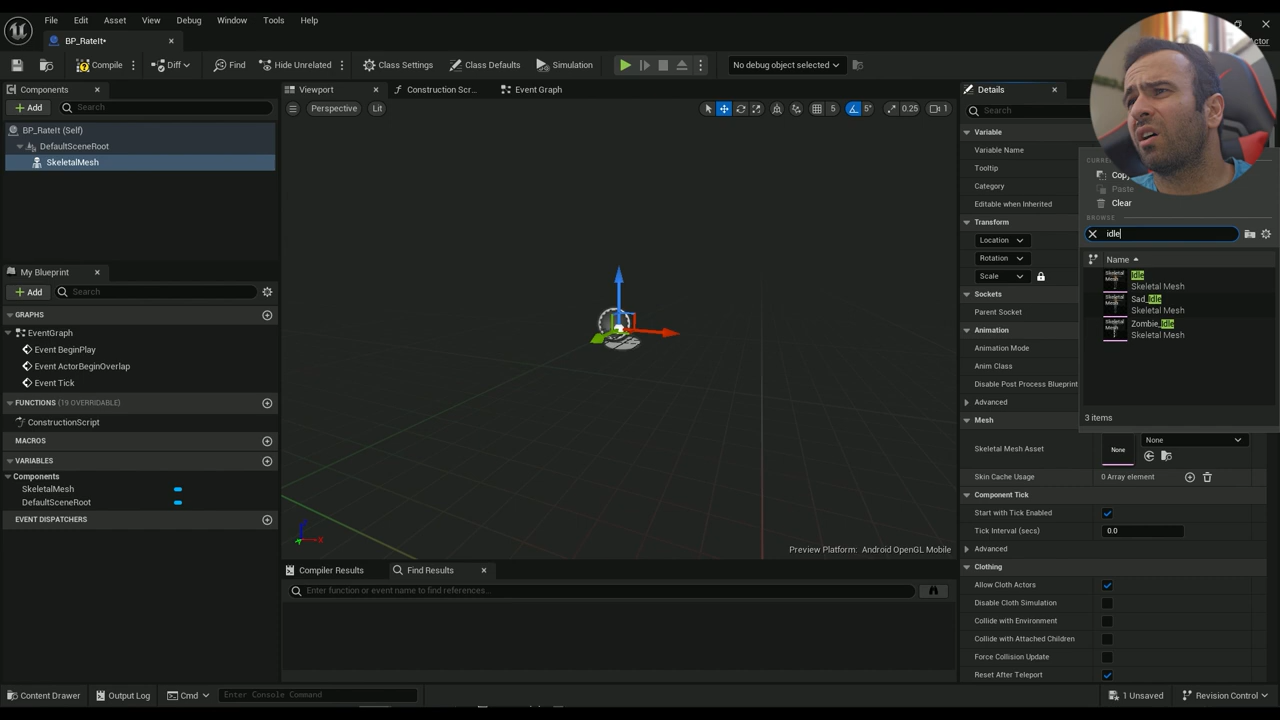 File Edit Asset View Debug Window Tools Help
BP_RateIt•
Compile Diff Find Hide Unrelated Class Settings Class Defaults Simulation No debug object selected
Components
Add Search
BP_RateIt (Self)
DefaultSceneRoot
SkeletalMesh
My Blueprint
Add Search
GRAPHS
EventGraph
Event BeginPlay
Event ActorBeginOverlap
Event Tick
FUNCTIONS (19 OVERRIDABLE)
ConstructionScript
MACROS
VARIABLES
Components
SkeletalMesh
DefaultSceneRoot
EVENT DISPATCHERS
Viewport Construction Scr... Event Graph
Perspective Lit 5 5° 0.25 1
Preview Platform: Android OpenGL Mobile
Compiler Results Find Results
Enter function or event name to find references...
Details
Search
Variable
Variable Name
Tooltip
Category
Editable when Inherited
Transform
Location
Rotation
Scale
Sockets
Parent Socket
Animation
Animation Mode
Anim Class
Disable Post Process Blueprint
Advanced
Mesh
Skeletal Mesh Asset None None
Skin Cache Usage 0 Array element
Component Tick
Start with Tick Enabled
Tick Interval (secs) 0.0
Advanced
Clothing
Allow Cloth Actors
Disable Cloth Simulation
Collide with Environment
Collide with Attached Children
Force Collision Update
Reset After Teleport
Paste
Clear
BROWSE
idle
Name
Idle
Skeletal Mesh
Sad_Idle
Skeletal Mesh
Zombie_Idle
Skeletal Mesh
3 items
Content Drawer Output Log Cmd Enter Console Command 1 Unsaved Revision Control